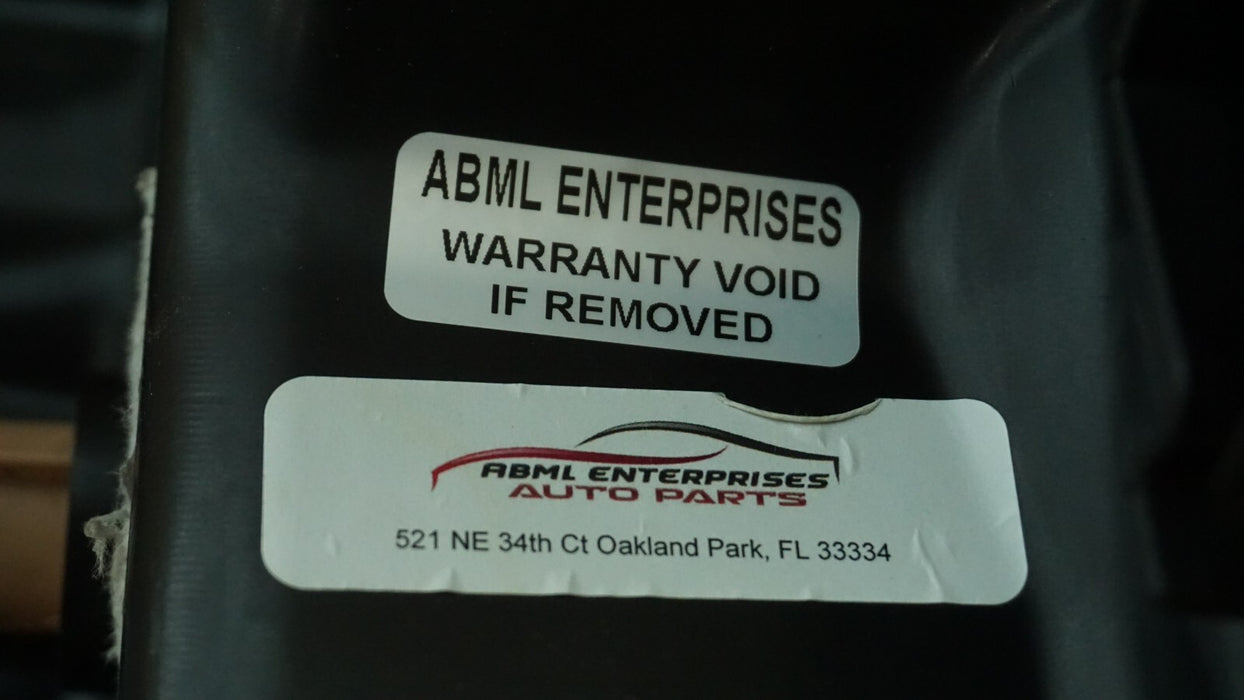 ABML ENTERPRISES
WARRANTY VOID
IF REMOVED
ABML ENTERPRISES
AUTO PARTS
521 NE 34th Ct Oakland Park, FL 33334